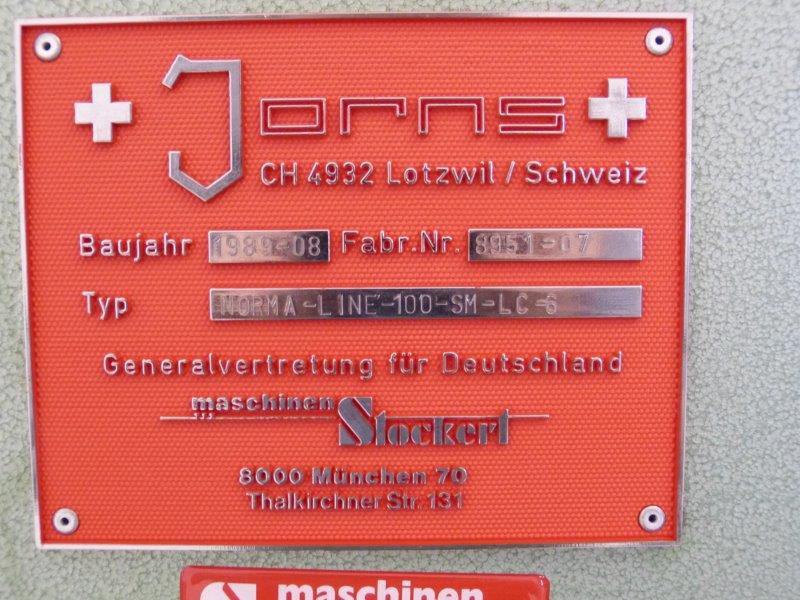 Jorns
CH 4932 Lotzwil / Schweiz
Baujahr 1989-08 Fabr.Nr. 8951-07
Typ NORMA-LINE-100-SM-LC-6
Generalvertretung für Deutschland
maschinen
Stockert
8000 München 70
Thalkirchner Str. 131
maschinen